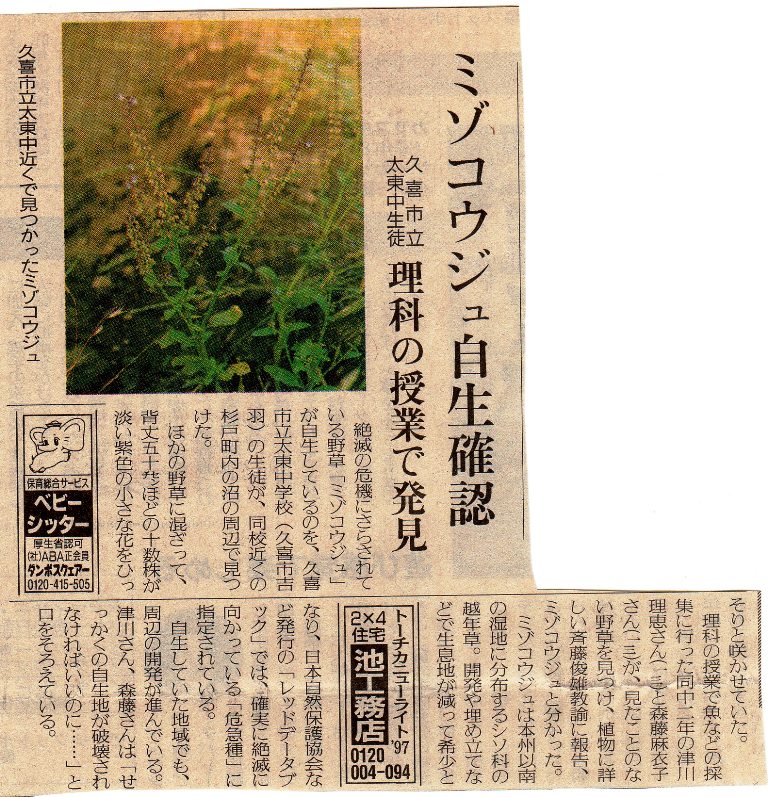 ミゾコウジュ自生確認
久喜市立
太東中生徒
理科の授業で発見
久喜市立太東中近くで見つかったミゾコウジュ
絶滅の危機にさらされて
いる野草「ミゾコウジュ」
が自生しているのを、久喜
市立太東中学校（久喜市吉
羽）の生徒が、同校近くの
杉戸町内の沼の周辺で見つ
けた。
ほかの野草に混ざって、
背丈五十㌢ほどの十数株が
淡い紫色の小さな花をひっ
そりと咲かせていた。
理科の授業で魚などの採
集に行った同中二年の津川
理恵さん(一三)と森藤麻衣子
さん(一三)が、見たことのな
い野草を見つけ、植物に詳
しい斉藤俊雄教諭に報告、
ミゾコウジュと分かった。
ミゾコウジュは本州以南
の湿地に分布するシソ科の
越年草。開発や埋め立てな
どで生息地が減って希少と
なり、日本自然保護協会な
ど発行の「レッドデータブ
ック」では、確実に絶滅に
向かっている「危急種」に
指定されている。
自生していた地域でも、
周辺の開発が進んでいる。
津川さん、森藤さんは「せ
っかくの自生地が破壊され
なければいいのに……」と
口をそろえている。
保育総合サービス
ベビー
シッター
厚生省認可
(社)ABA正会員
タンポスクェアー
0120-415-505
トーチカニューライト'97
2×4
住宅
池工務店
0120
004-094